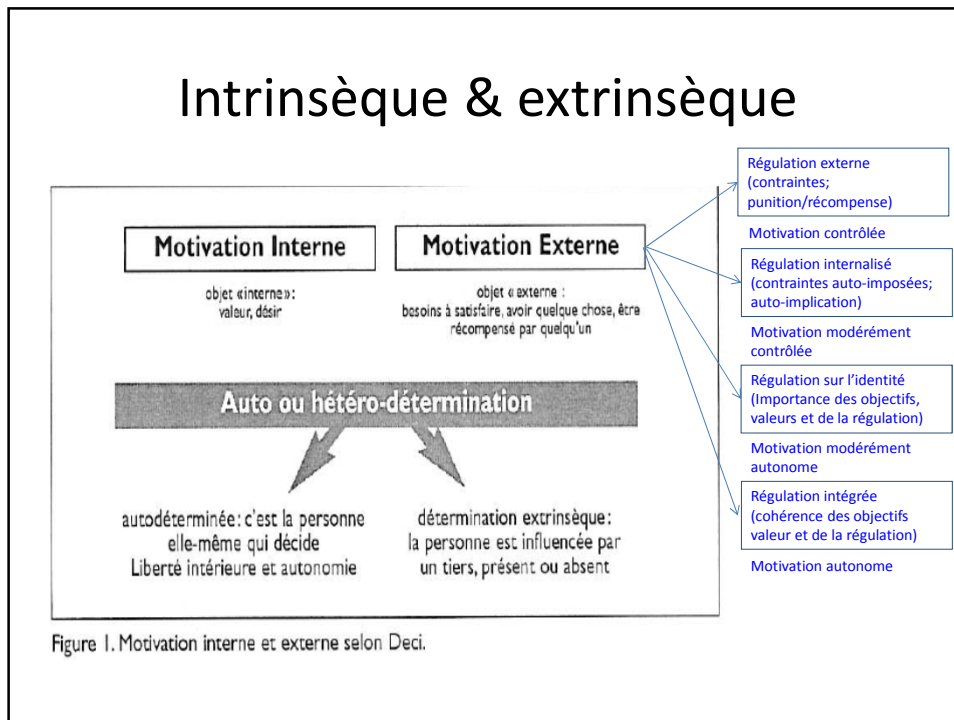 Intrinsèque & extrinsèque
Motivation Interne
objet «interne»:
valeur, désir
Motivation Externe
objet «externe :
besoins à satisfaire, avoir quelque chose, être
récompensé par quelqu'un
Auto ou hétéro-détermination
autodéterminée: c'est la personne
elle-même qui décide
Liberté intérieure et autonomie
détermination extrinsèque:
la personne est influencée par
un tiers, présent ou absent
Figure 1. Motivation interne et externe selon Deci.
Régulation externe
(contraintes;
punition/récompense)
Motivation contrôlée
Régulation internalisé
(contraintes auto-imposées;
auto-implication)
Motivation modérément
contrôlée
Régulation sur l'identité
(Importance des objectifs,
valeurs et de la régulation)
Motivation modérément
autonome
Régulation intégrée
(cohérence des objectifs
valeur et de la régulation)
Motivation autonome